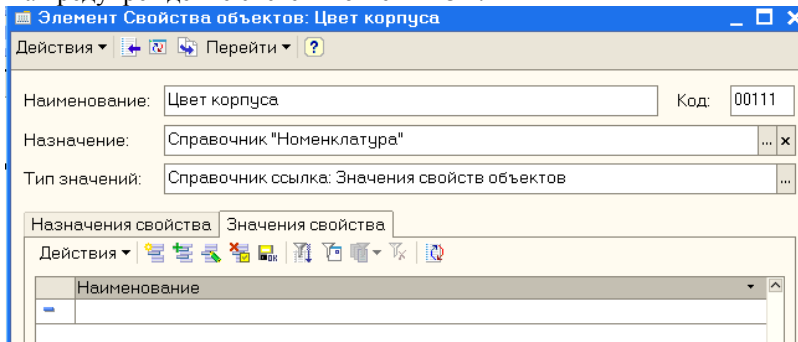 Элемент Свойства объектов: Цвет корпуса
Действия Перейти
Наименование: Цвет корпуса Код: 00111
Назначение: Справочник "Номенклатура" ... x
Тип значений: Справочник ссылка: Значения свойств объектов ...
Назначения свойства Значения свойства
Действия
Наименование